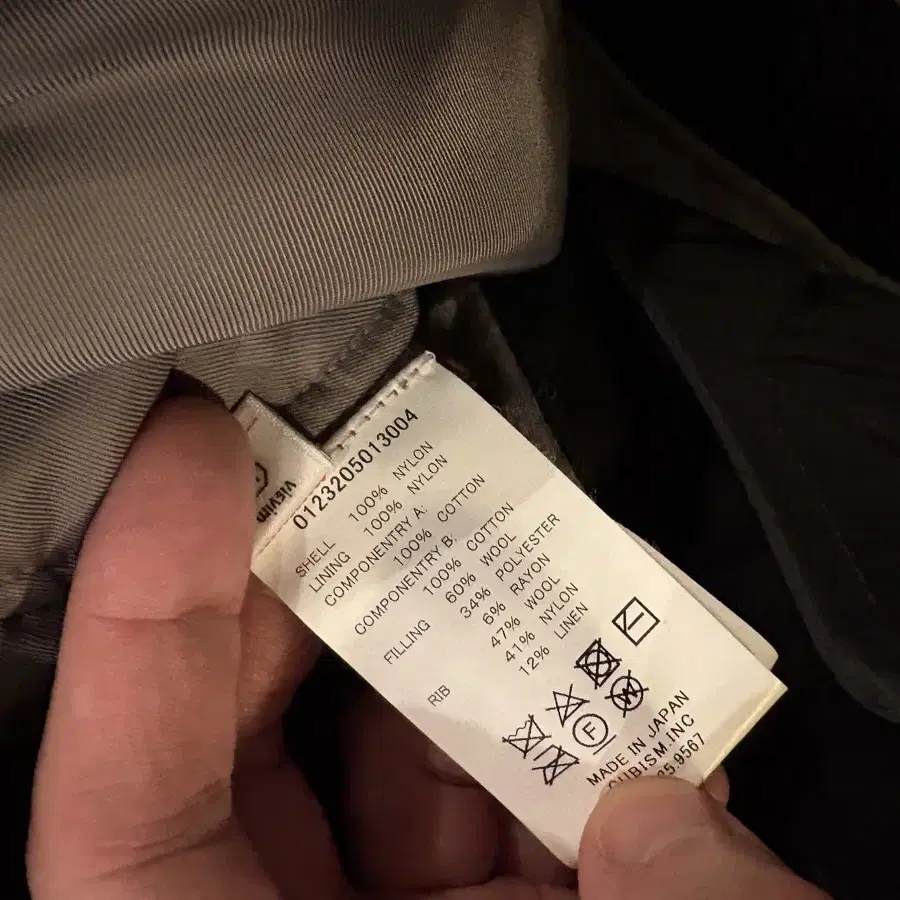 0123205013004
SHELL 100% NYLON
LINING 100% NYLON
COMPONENTRY A:
100% COTTON
COMPONENTRY B:
100% COTTON
FILLING 60% WOOL
34% POLYESTER
6% RAYON
RIB 47% WOOL
41% NYLON
12% LINEN
F
W
MADE IN JAPAN
CUBISM.INC
visvim